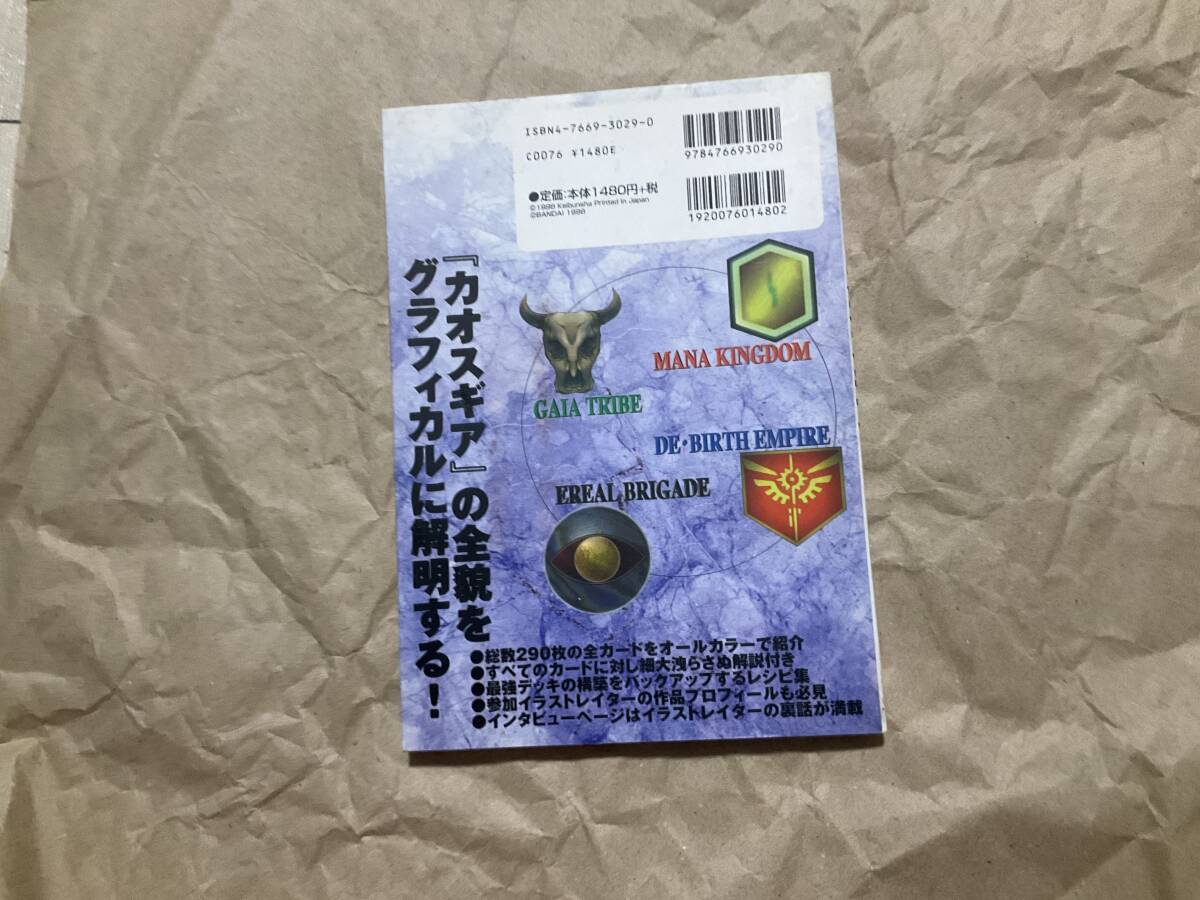 ISBN4-7669-3029-0
C0076 ¥1480E
9784766930290
●定価:本体1480円+税
©1998 Keibunsha Printed in Japan
©BANDAI 1998
1920076014802
『カオスギア』の全貌を
グラフィカルに解明する!
MANA KINGDOM
GAIA TRIBE
DE·BIRTH EMPIRE
EREAL BRIGADE
●総数290枚の全カードをオールカラーで紹介
●すべてのカードに対し細大洩らさぬ解説付き
●最強デッキの構築をバックアップするレシピ集
●参加イラストレイターの作品プロフィールも必見
●インタビューページはイラストレイターの裏話が満載